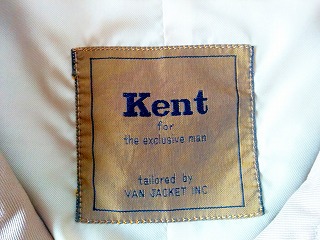 Kent
for
the exclusive man
tailored by
VAN JACKET INC